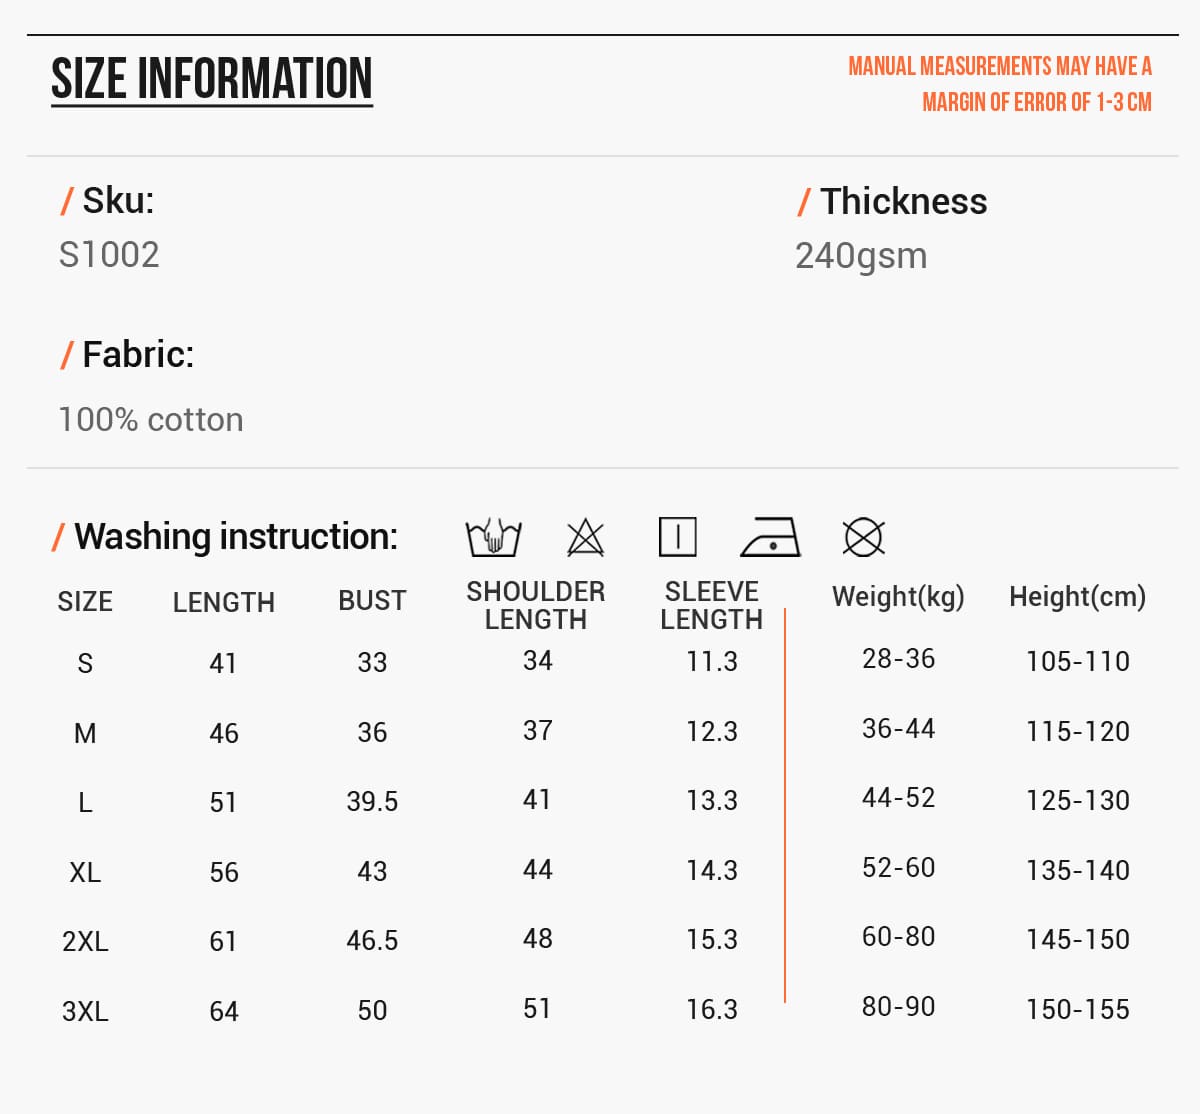 SIZE INFORMATION
MANUAL MEASUREMENTS MAY HAVE A
MARGIN OF ERROR OF 1-3 CM
/ Sku:
S1002
/ Thickness
240gsm
/ Fabric:
100% cotton
/ Washing instruction:
SIZE LENGTH BUST SHOULDER LENGTH SLEEVE LENGTH Weight(kg) Height(cm)
S 41 33 34 11.3 28-36 105-110
M 46 36 37 12.3 36-44 115-120
L 51 39.5 41 13.3 44-52 125-130
XL 56 43 44 14.3 52-60 135-140
2XL 61 46.5 48 15.3 60-80 145-150
3XL 64 50 51 16.3 80-90 150-155